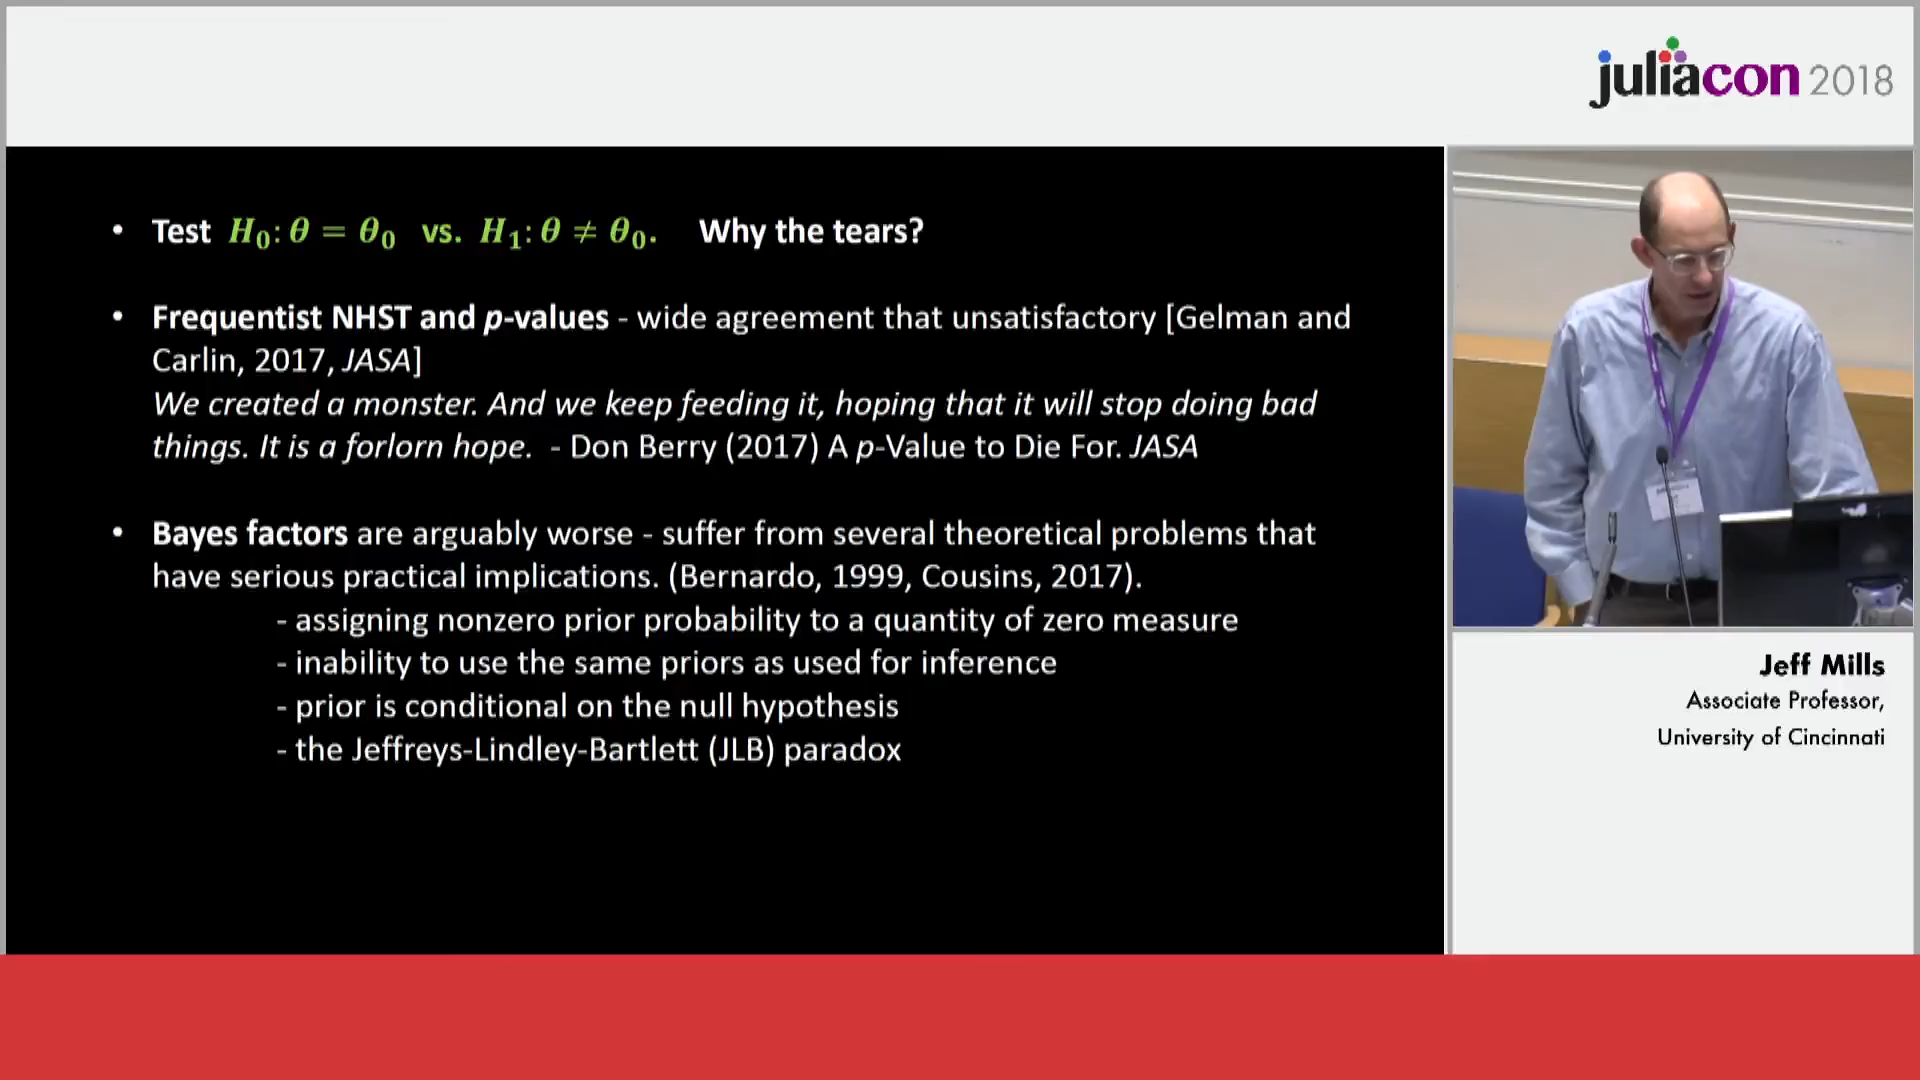 juliacon 2018
• Test H₀: θ = θ₀ vs. H₁: θ ≠ θ₀. Why the tears?
• Frequentist NHST and p-values - wide agreement that unsatisfactory [Gelman and
Carlin, 2017, JASA]
We created a monster. And we keep feeding it, hoping that it will stop doing bad
things. It is a forlorn hope. - Don Berry (2017) A p-Value to Die For. JASA
• Bayes factors are arguably worse - suffer from several theoretical problems that
have serious practical implications. (Bernardo, 1999, Cousins, 2017).
- assigning nonzero prior probability to a quantity of zero measure
- inability to use the same priors as used for inference
- prior is conditional on the null hypothesis
- the Jeffreys-Lindley-Bartlett (JLB) paradox
Jeff Mills
Associate Professor,
University of Cincinnati